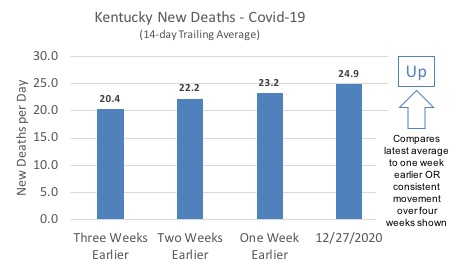 Kentucky New Deaths - Covid-19
(14-day Trailing Average)
New Deaths per Day
30.0
25.0
20.0
15.0
10.0
5.0
0.0
20.4
22.2
23.2
24.9
Three Weeks
Earlier
Two Weeks
Earlier
One Week
Earlier
12/27/2020
Up
Compares
latest average
to one week
earlier OR
consistent
movement
over four
weeks shown